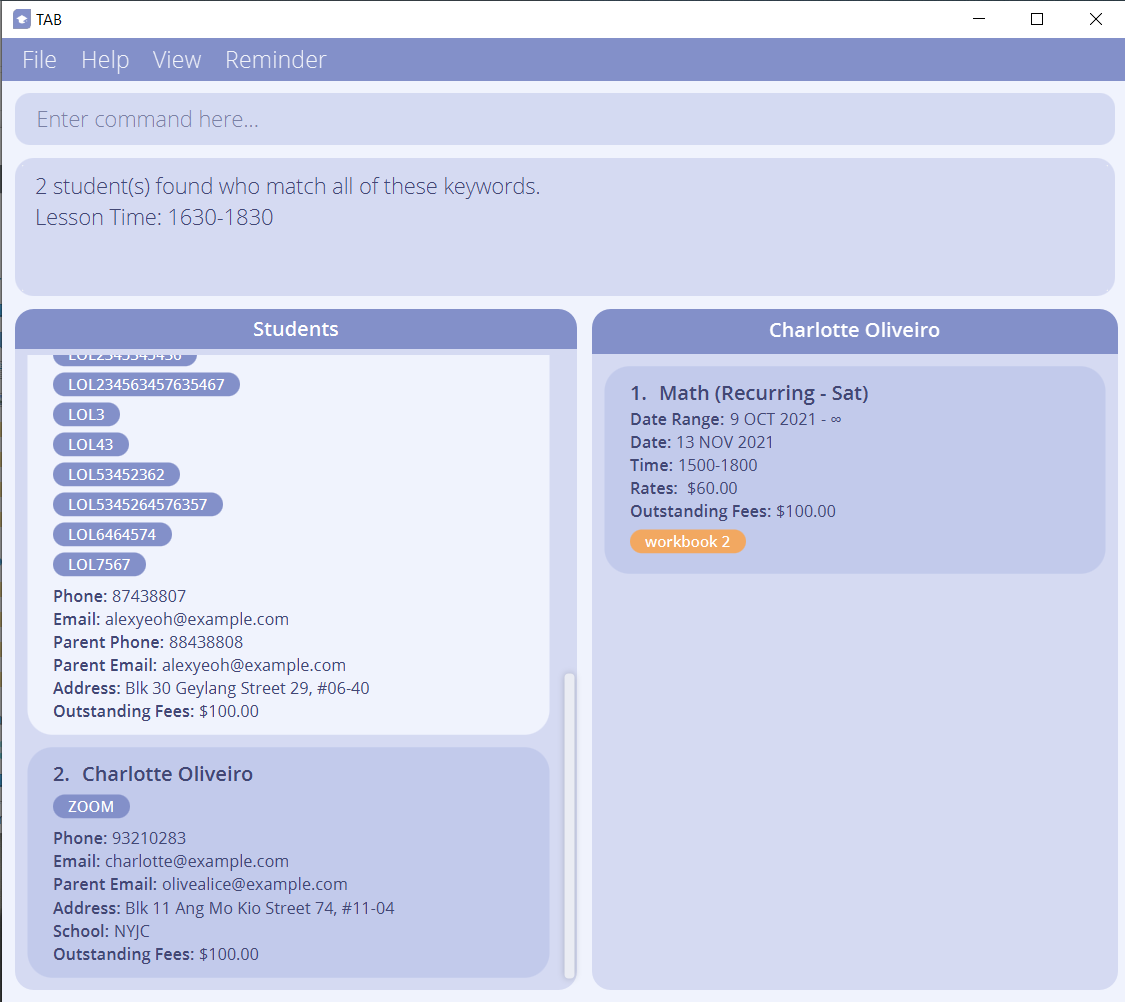 TAB
File Help View Reminder
Enter command here...
2 student(s) found who match all of these keywords.
Lesson Time: 1630-1830
Students
LOL234563457635467
LOL3
LOL43
LOL53452362
LOL5345264576357
LOL6464574
LOL7567
Phone: 87438807
Email: alexyeoh@example.com
Parent Phone: 88438808
Parent Email: alexyeoh@example.com
Address: Blk 30 Geylang Street 29, #06-40
Outstanding Fees: $100.00
2. Charlotte Oliveiro
ZOOM
Phone: 93210283
Email: charlotte@example.com
Parent Email: olivealice@example.com
Address: Blk 11 Ang Mo Kio Street 74, #11-04
School: NYJC
Outstanding Fees: $100.00
Charlotte Oliveiro
1. Math (Recurring - Sat)
Date Range: 9 OCT 2021 - ∞
Date: 13 NOV 2021
Time: 1500-1800
Rates: $60.00
Outstanding Fees: $100.00
workbook 2